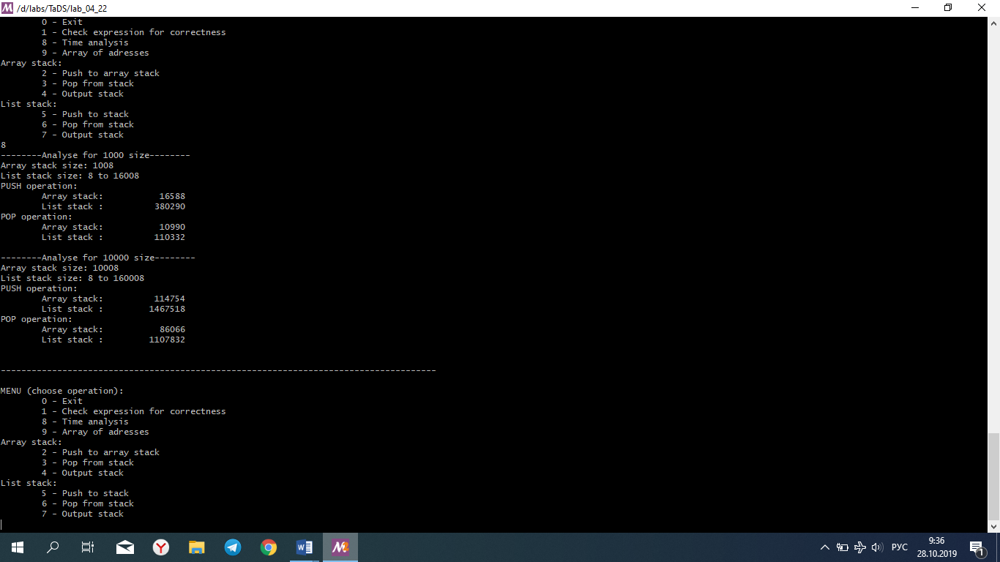 /d/labs/TaDS/lab_04_22
0 - Exit
1 - Check expression for correctness
8 - Time analysis
9 - Array of adresses
Array stack:
2 - Push to array stack
3 - Pop from stack
4 - Output stack
List stack:
5 - Push to stack
6 - Pop from stack
7 - Output stack
8
--------Analyse for 1000 size--------
Array stack size: 1008
List stack size: 8 to 16008
PUSH operation:
Array stack: 16588
List stack : 380290
POP operation:
Array stack: 10990
List stack : 110332
--------Analyse for 10000 size--------
Array stack size: 10008
List stack size: 8 to 160008
PUSH operation:
Array stack: 114754
List stack : 1467518
POP operation:
Array stack: 86066
List stack : 1107832
-------------------------------------------------------------------------------------
MENU (choose operation):
0 - Exit
1 - Check expression for correctness
8 - Time analysis
9 - Array of adresses
Array stack:
2 - Push to array stack
3 - Pop from stack
4 - Output stack
List stack:
5 - Push to stack
6 - Pop from stack
7 - Output stack
РУС
9:36
28.10.2019
1